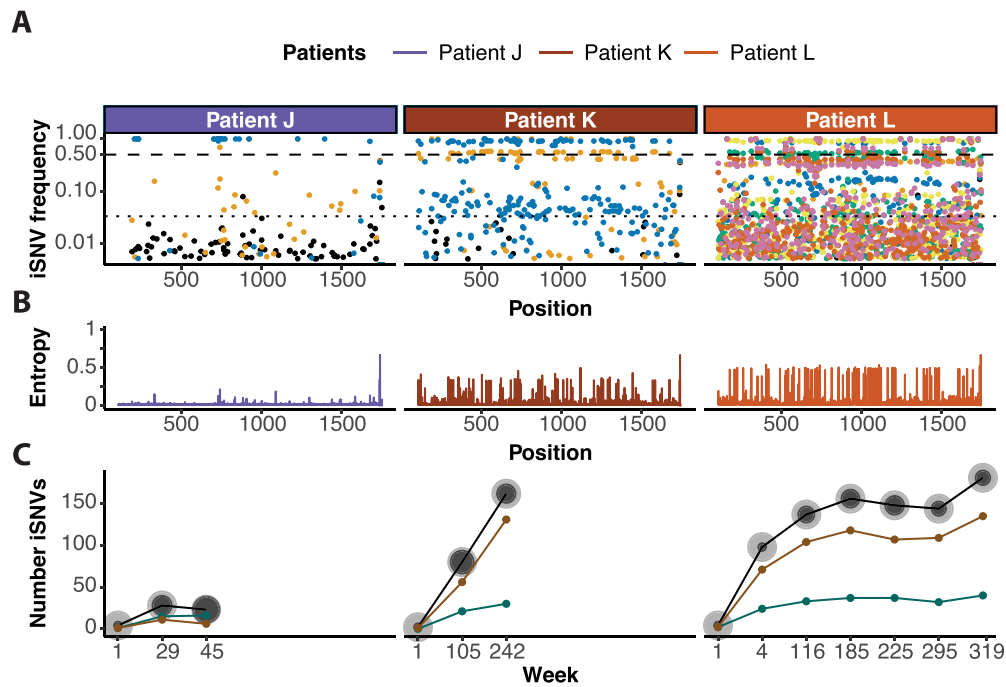 A
Patients Patient J Patient K Patient L
Patient J Patient K Patient L
iSNV frequency
1.00
0.50
0.10
0.01
500 1000 1500 500 1000 1500 500 1000 1500
Position
B
Entropy
1
0.5
0
500 1000 1500 500 1000 1500 500 1000 1500
Position
C
Number iSNVs
150
100
50
0
1 29 45 1 105 242 1 4 116 185 225 295 319
Week